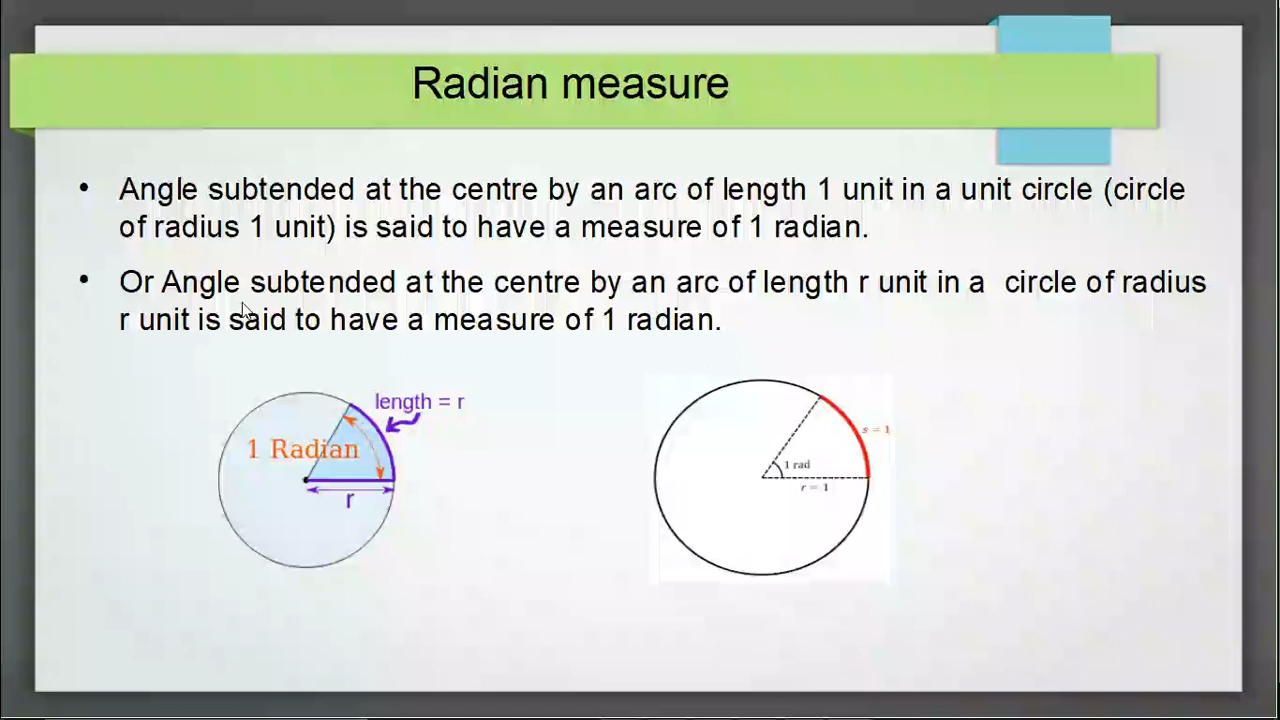 Radian measure
• Angle subtended at the centre by an arc of length 1 unit in a unit circle (circle
of radius 1 unit) is said to have a measure of 1 radian.
• Or Angle subtended at the centre by an arc of length r unit in a circle of radius
r unit is said to have a measure of 1 radian.
length = r
1 Radian
r
s = 1
1 rad
r = 1